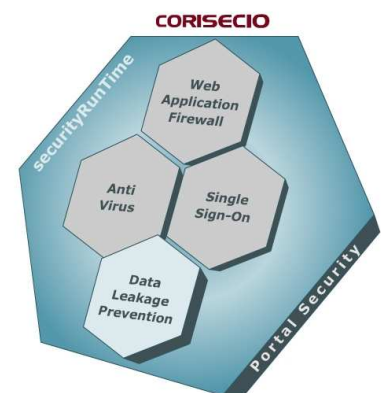 CORISECIO
securityRunTime
Web
Application
Firewall
Anti
Virus
Single
Sign-On
Data
Leakage
Prevention
Portal Security